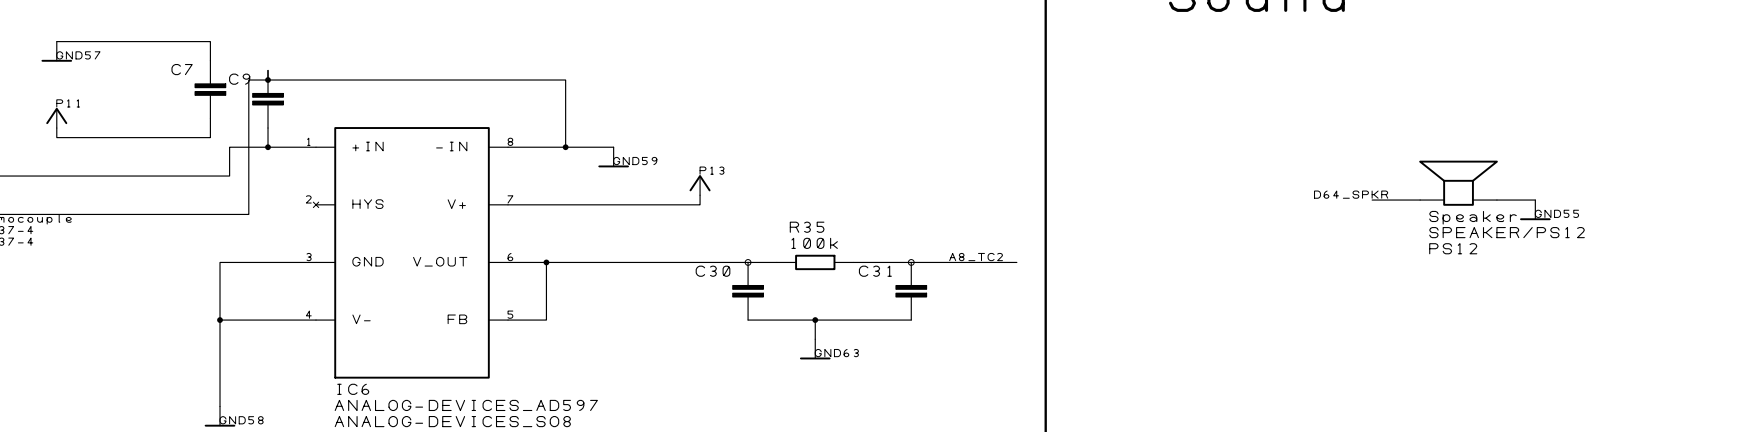 Sound
GND57
C7
C9
P11
1
+IN
-IN
8
GND59
P13
2
HYS
V+
7
D64_SPKR
GND55
Speaker
SPEAKER/PS12
PS12
mocouple
37-4
37-4
R35
100k
3
GND
V_OUT
6
C30
C31
A8_TC2
4
V-
FB
5
GND63
IC6
ANALOG-DEVICES_AD597
ANALOG-DEVICES_SO8
GND58